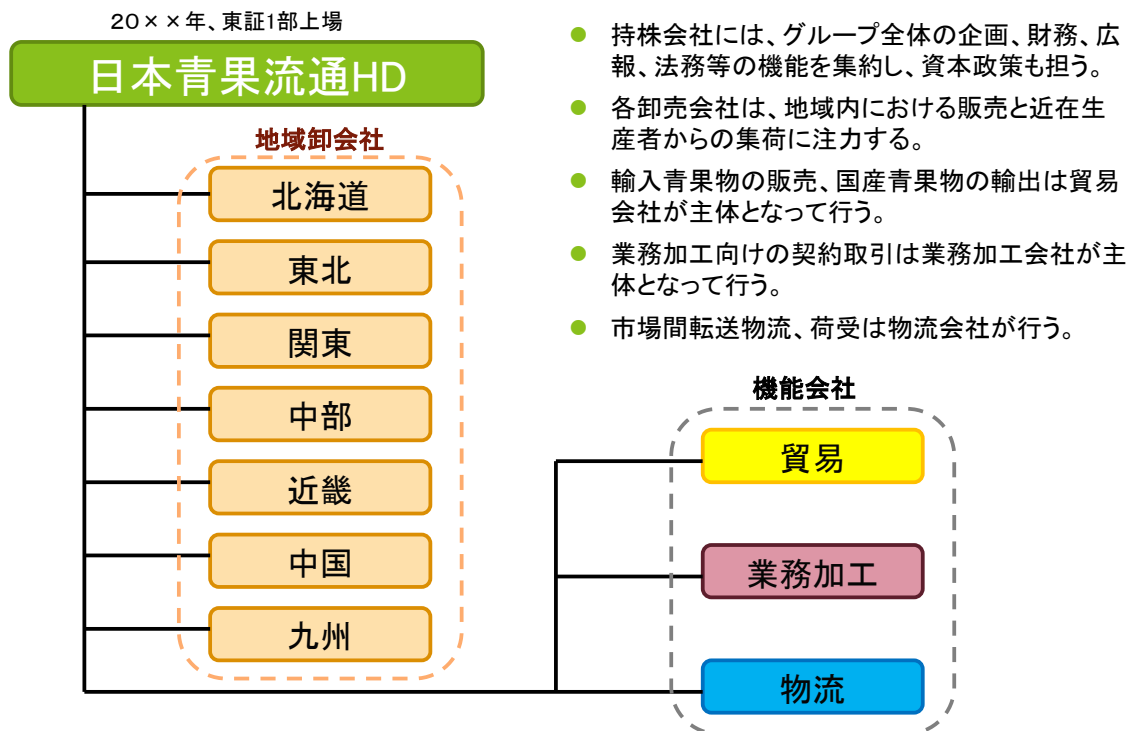 20××年、東証1部上場
日本青果流通HD
地域卸会社
北海道
東北
関東
中部
近畿
中国
九州
● 持株会社には、グループ全体の企画、財務、広
報、法務等の機能を集約し、資本政策も担う。
● 各卸売会社は、地域内における販売と近在生
産者からの集荷に注力する。
● 輸入青果物の販売、国産青果物の輸出は貿易
会社が主体となって行う。
● 業務加工向けの契約取引は業務加工会社が主
体となって行う。
● 市場間転送物流、荷受は物流会社が行う。
機能会社
貿易
業務加工
物流